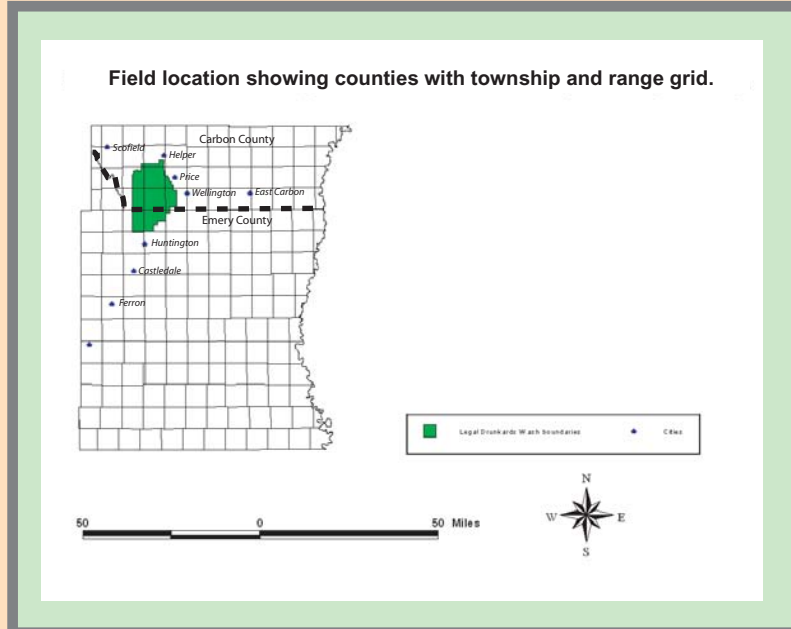 Field location showing counties with township and range grid.
Carbon County
Scofield
Helper
Price
Wellington
East Carbon
Emery County
Huntington
Castledale
Ferron
Legal Drunkards Wash boundaries
Cities
N
W E
S
50 0 50 Miles